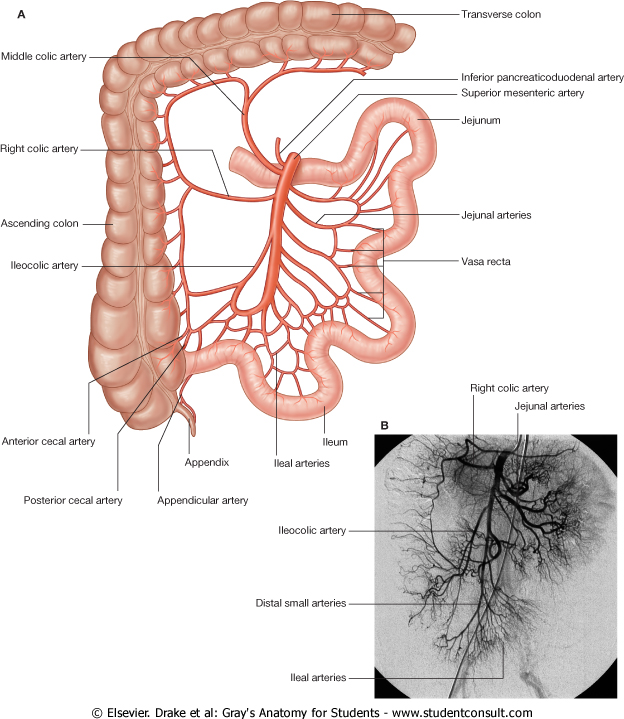 A
Transverse colon
Middle colic artery
Inferior pancreaticoduodenal artery
Superior mesenteric artery
Jejunum
Right colic artery
Jejunal arteries
Ascending colon
Vasa recta
Ileocolic artery
Anterior cecal artery
Appendix
Ileal arteries
Ileum
Posterior cecal artery
Appendicular artery
B
Right colic artery
Jejunal arteries
Ileocolic artery
Distal small arteries
Ileal arteries
© Elsevier. Drake et al: Gray's Anatomy for Students - www.studentconsult.com